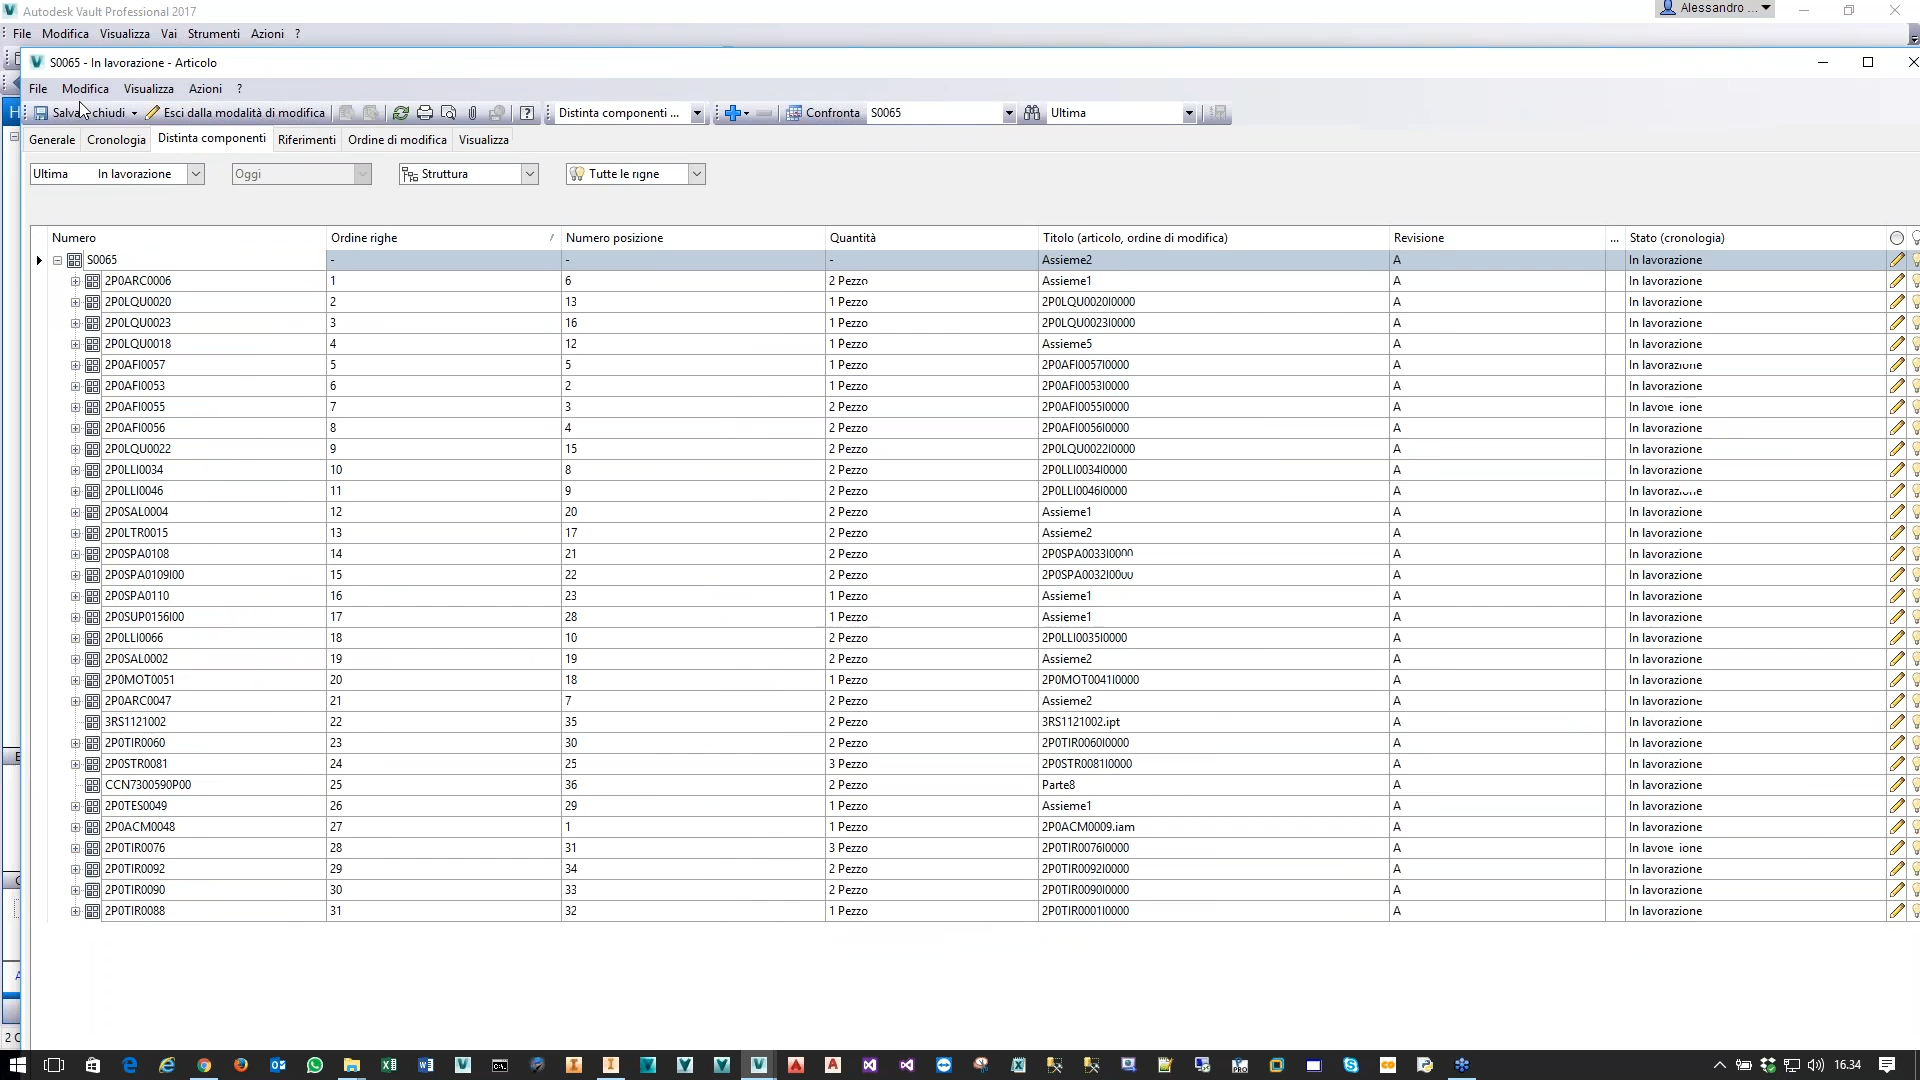 Autodesk Vault Professional 2017 Alessandro ...
File Modifica Visualizza Vai Strumenti Azioni ?
S0065 - In lavorazione - Articolo
File Modifica Visualizza Azioni ?
Salva chiudi Esci dalla modalità di modifica Distinta componenti ... Confronta S0065 Ultima
Generale Cronologia Distinta componenti Riferimenti Ordine di modifica Visualizza
Ultima In lavorazione Oggi Struttura Tutte le righe
Numero Ordine righe / Numero posizione Quantità Titolo (articolo, ordine di modifica) Revisione ... Stato (cronologia)
S0065 - - - Assieme2 A In lavorazione
2P0ARC0006 1 6 2 Pezzo Assieme1 A In lavorazione
2P0LQU0020 2 13 1 Pezzo 2P0LQU0020I0000 A In lavorazione
2P0LQU0023 3 16 1 Pezzo 2P0LQU0023I0000 A In lavorazione
2P0LQU0018 4 12 1 Pezzo Assieme5 A In lavorazione
2P0AFI0057 5 5 1 Pezzo 2P0AFI0057I0000 A In lavorazione
2P0AFI0053 6 2 1 Pezzo 2P0AFI0053I0000 A In lavorazione
2P0AFI0055 7 3 2 Pezzo 2P0AFI0055I0000 A In lavorazione
2P0AFI0056 8 4 2 Pezzo 2P0AFI0056I0000 A In lavorazione
2P0LQU0022 9 15 2 Pezzo 2P0LQU0022I0000 A In lavorazione
2P0LLI0034 10 8 2 Pezzo 2P0LLI0034I0000 A In lavorazione
2P0LLI0046 11 9 2 Pezzo 2P0LLI0046I0000 A In lavorazione
2P0SAL0004 12 20 2 Pezzo Assieme1 A In lavorazione
2P0LTR0015 13 17 2 Pezzo Assieme2 A In lavorazione
2P0SPA0108 14 21 2 Pezzo 2P0SPA0033I0000 A In lavorazione
2P0SPA0109I00 15 22 2 Pezzo 2P0SPA0032I0000 A In lavorazione
2P0SPA0110 16 23 1 Pezzo Assieme1 A In lavorazione
2P0SUP0156I00 17 28 1 Pezzo Assieme1 A In lavorazione
2P0LLI0066 18 10 2 Pezzo 2P0LLI0035I0000 A In lavorazione
2P0SAL0002 19 19 2 Pezzo Assieme2 A In lavorazione
2P0MOT0051 20 18 1 Pezzo 2P0MOT0041I0000 A In lavorazione
2P0ARC0047 21 7 2 Pezzo Assieme2 A In lavorazione
3RS1121002 22 35 2 Pezzo 3RS1121002.ipt A In lavorazione
2P0TIR0060 23 30 2 Pezzo 2P0TIR0060I0000 A In lavorazione
2P0STR0081 24 25 3 Pezzo 2P0STR0081I0000 A In lavorazione
CCN7300590P00 25 36 2 Pezzo Parte8 A In lavorazione
2P0TES0049 26 29 1 Pezzo Assieme1 A In lavorazione
2P0ACM0048 27 1 1 Pezzo 2P0ACM0009.iam A In lavorazione
2P0TIR0076 28 31 3 Pezzo 2P0TIR0076I0000 A In lavorazione
2P0TIR0092 29 34 2 Pezzo 2P0TIR0092I0000 A In lavorazione
2P0TIR0090 30 33 2 Pezzo 2P0TIR0090I0000 A In lavorazione
2P0TIR0088 31 32 1 Pezzo 2P0TIR0001I0000 A In lavorazione
16.34